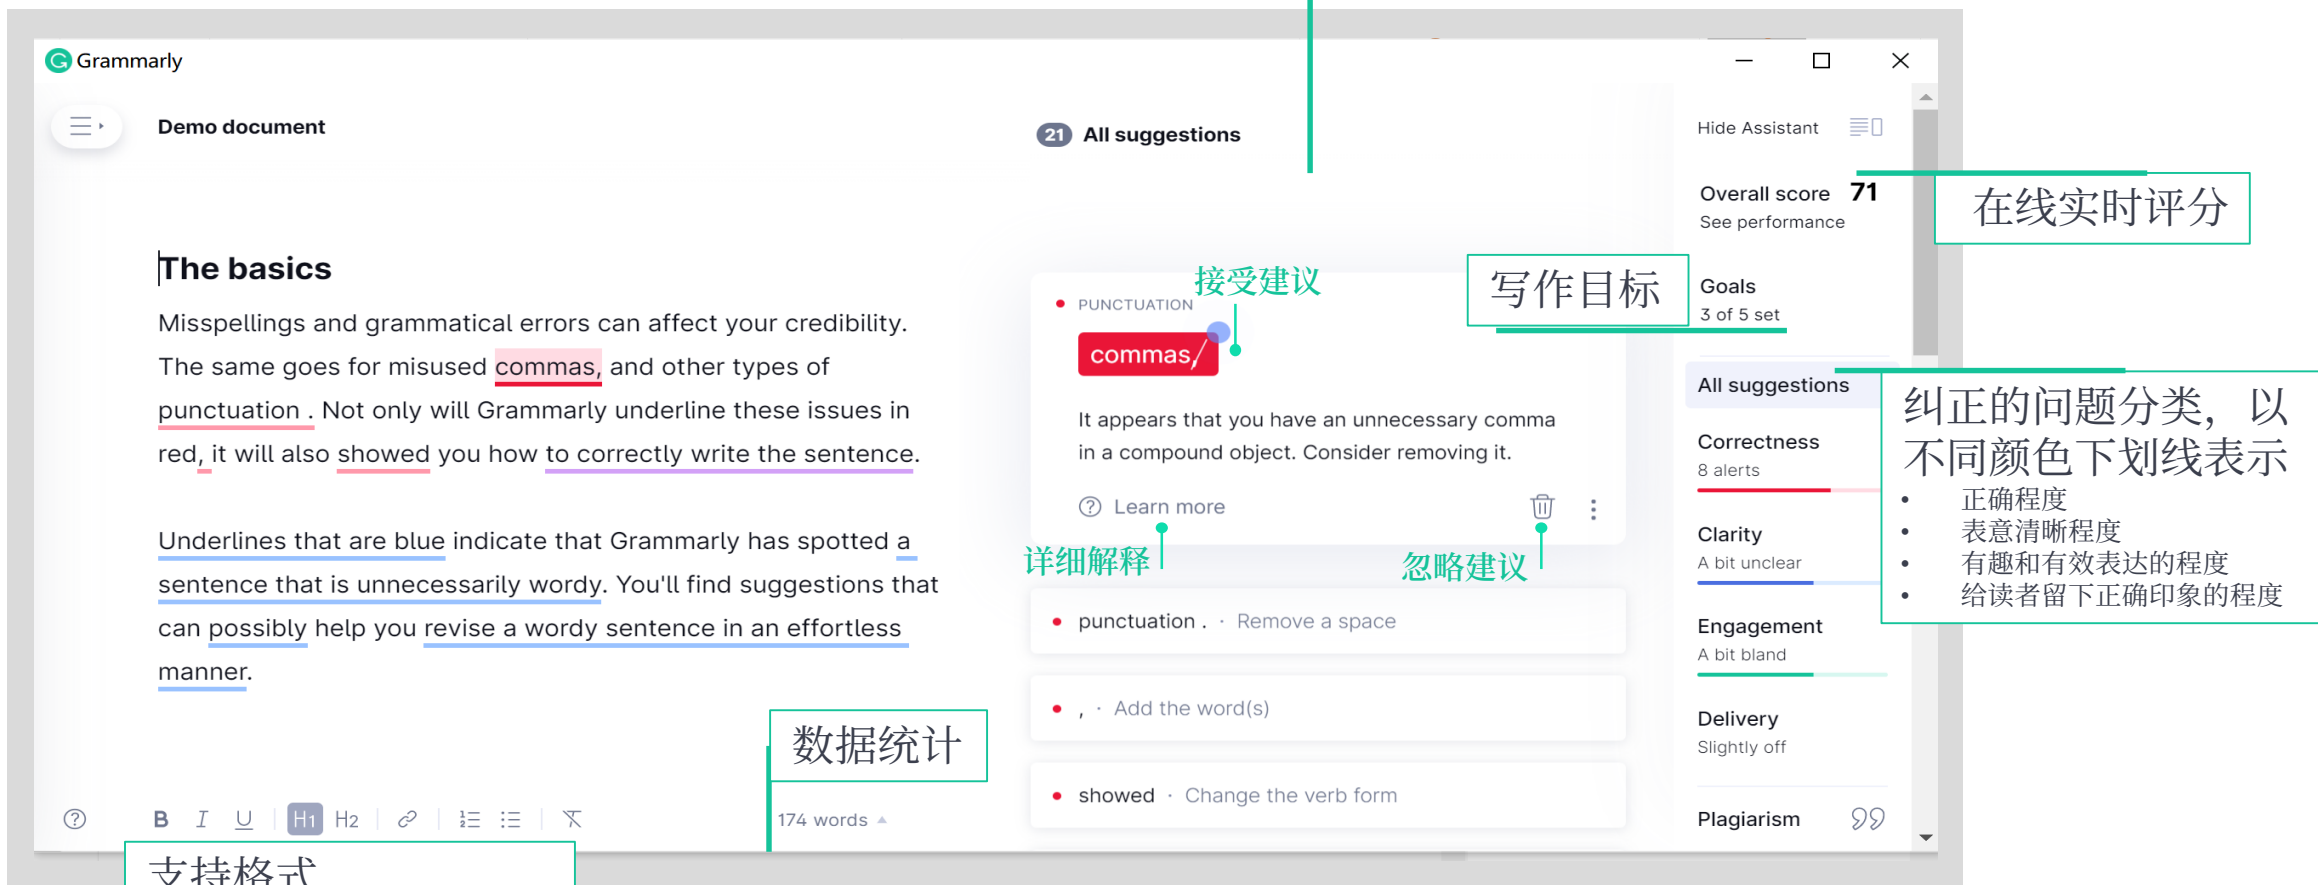 Grammarly
Demo document
21 All suggestions
Hide Assistant
Overall score 71
See performance
在线实时评分
The basics
Misspellings and grammatical errors can affect your credibility.
The same goes for misused commas, and other types of
punctuation . Not only will Grammarly underline these issues in
red, it will also showed you how to correctly write the sentence.
Underlines that are blue indicate that Grammarly has spotted a
sentence that is unnecessarily wordy. You'll find suggestions that
can possibly help you revise a wordy sentence in an effortless
manner.
接受建议
PUNCTUATION
commas,
It appears that you have an unnecessary comma
in a compound object. Consider removing it.
Learn more
详细解释
忽略建议
punctuation . · Remove a space
, · Add the word(s)
showed · Change the verb form
写作目标
Goals
3 of 5 set
All suggestions
Correctness
8 alerts
Clarity
A bit unclear
Engagement
A bit bland
Delivery
Slightly off
Plagiarism
纠正的问题分类，以
不同颜色下划线表示
• 正确程度
• 表意清晰程度
• 有趣和有效表达的程度
• 给读者留下正确印象的程度
数据统计
B I U H1 H2
174 words
支持格式